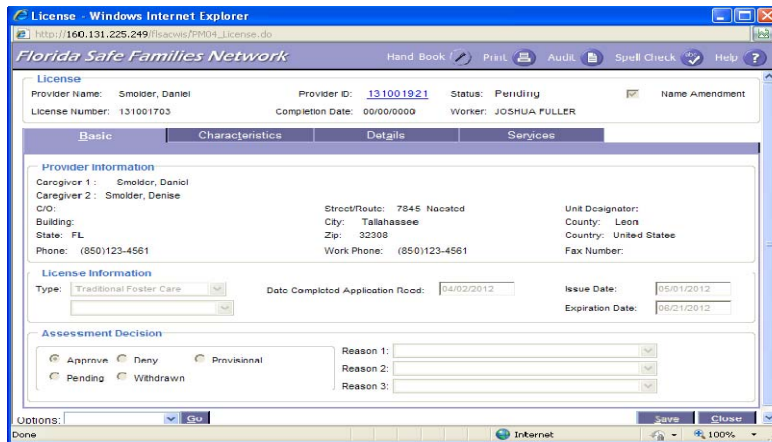 License - Windows Internet Explorer
http://160.131.225.249/flsacwis/PM04_License.do
Florida Safe Families Network Hand Book Print Audit Spell Check Help
License
Provider Name: Smolder, Daniel Provider ID: 131001921 Status: Pending Name Amendment
License Number: 131001703 Completion Date: 00/00/0000 Worker: JOSHUA FULLER
Basic Characteristics Details Services
Provider Information
Caregiver 1 : Smolder, Daniel
Caregiver 2 : Smolder, Denise
C/O: Street/Route: 7845 Unit Designator:
Building: City: Tallahassee County: Leon
State: FL Zip: 32308 Country: United States
Phone: (850)123-4561 Work Phone: (850)123-4561 Fax Number:
License Information
Type: Traditional Foster Care Date Completed Application Recd: 04/02/2012 Issue Date: 05/01/2012
Expiration Date: 06/21/2012
Assessment Decision
Approve Deny Provisional Reason 1:
Pending Withdrawn Reason 2:
Reason 3:
Options: Go Save Close
Done Internet 100%